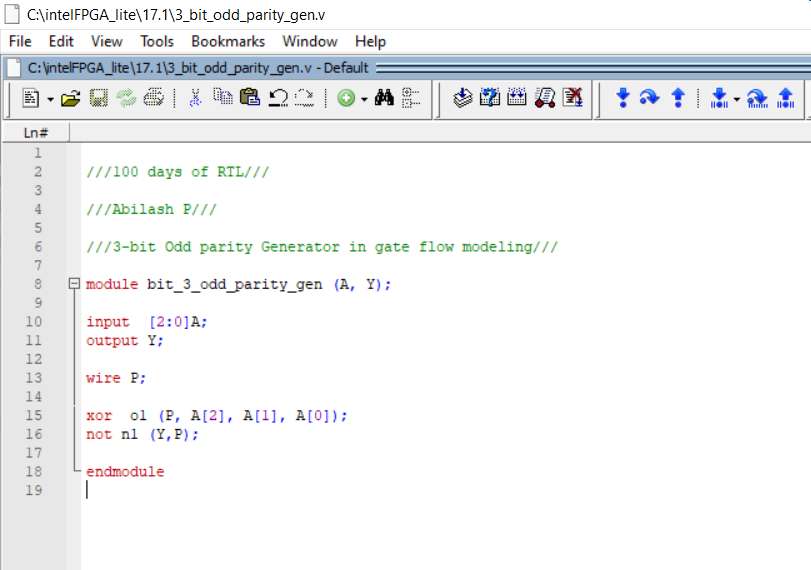 C:\intelFPGA_lite\17.1\3_bit_odd_parity_gen.v
File Edit View Tools Bookmarks Window Help
C:\intelFPGA_lite\17.1\3_bit_odd_parity_gen.v - Default
Ln#
1
2 ///100 days of RTL///
3
4 ///Abilash P///
5
6 ///3-bit Odd parity Generator in gate flow modeling///
7
8 module bit_3_odd_parity_gen (A, Y);
9
10 input  [2:0]A;
11 output Y;
12
13 wire P;
14
15 xor  o1 (P, A[2], A[1], A[0]);
16 not n1 (Y,P);
17
18 endmodule
19